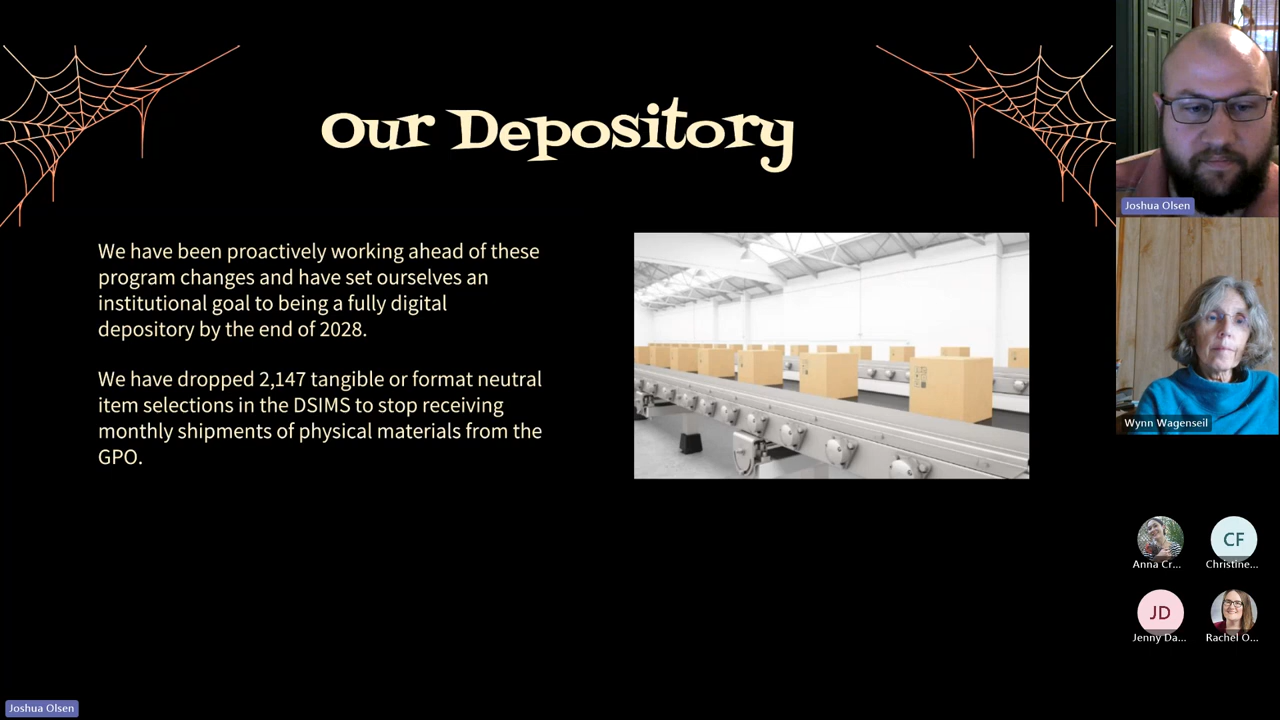 Our Depository
We have been proactively working ahead of these
program changes and have set ourselves an
institutional goal to being a fully digital
depository by the end of 2028.
We have dropped 2,147 tangible or format neutral
item selections in the DSIMS to stop receiving
monthly shipments of physical materials from the
GPO.
Joshua Olsen
Wynn Wagenseil
CF
Anna Cr...
Christine...
JD
Jenny Da...
Rachel O...
Joshua Olsen